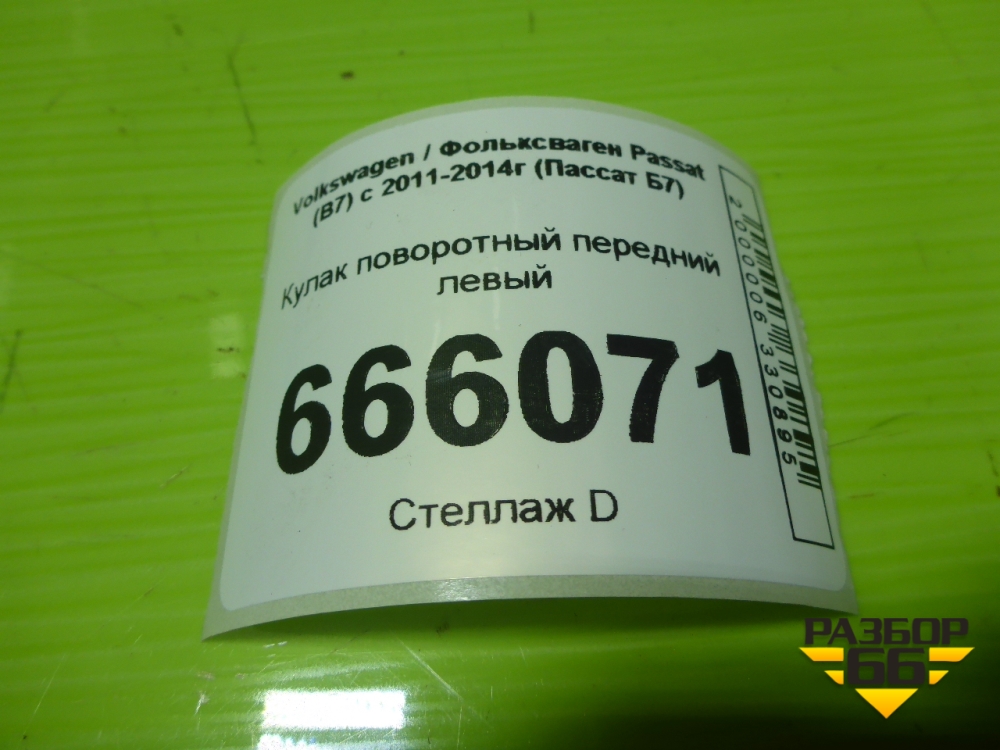 Volkswagen / Фольксваген Passat
(B7) с 2011-2014г (Пассат Б7)
Кулак поворотный передний
левый
666071
Стеллаж D
2000006330895
РАЗБОР
66